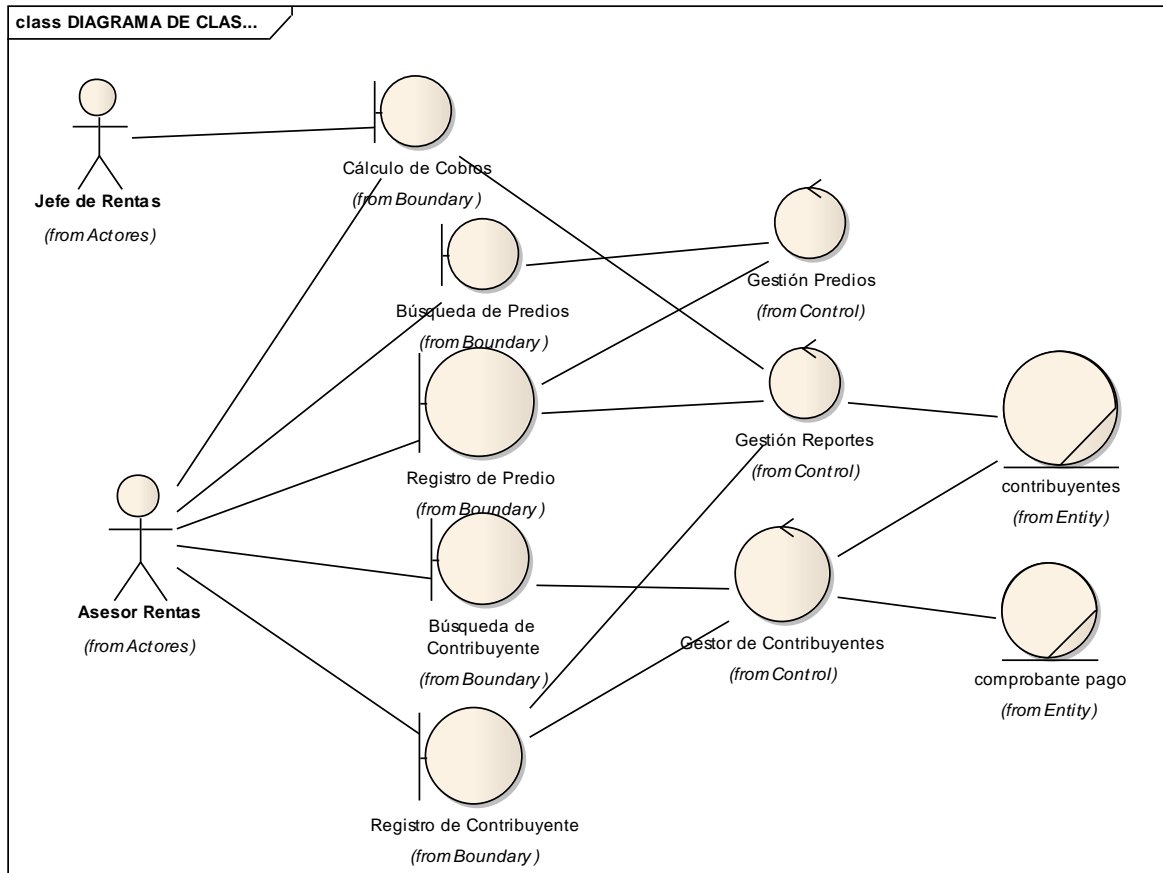 class DIAGRAMA DE CLAS...
Jefe de Rentas
(from Actores)
Cálculo de Cobros
(from Boundary)
Búsqueda de Predios
(from Boundary)
Gestión Predios
(from Control)
Registro de Predio
(from Boundary)
Gestión Reportes
(from Control)
contribuyentes
(from Entity)
Asesor Rentas
(from Actores)
Búsqueda de
Contribuyente
(from Boundary)
Gestor de Contribuyentes
(from Control)
comprobante pago
(from Entity)
Registro de Contribuyente
(from Boundary)